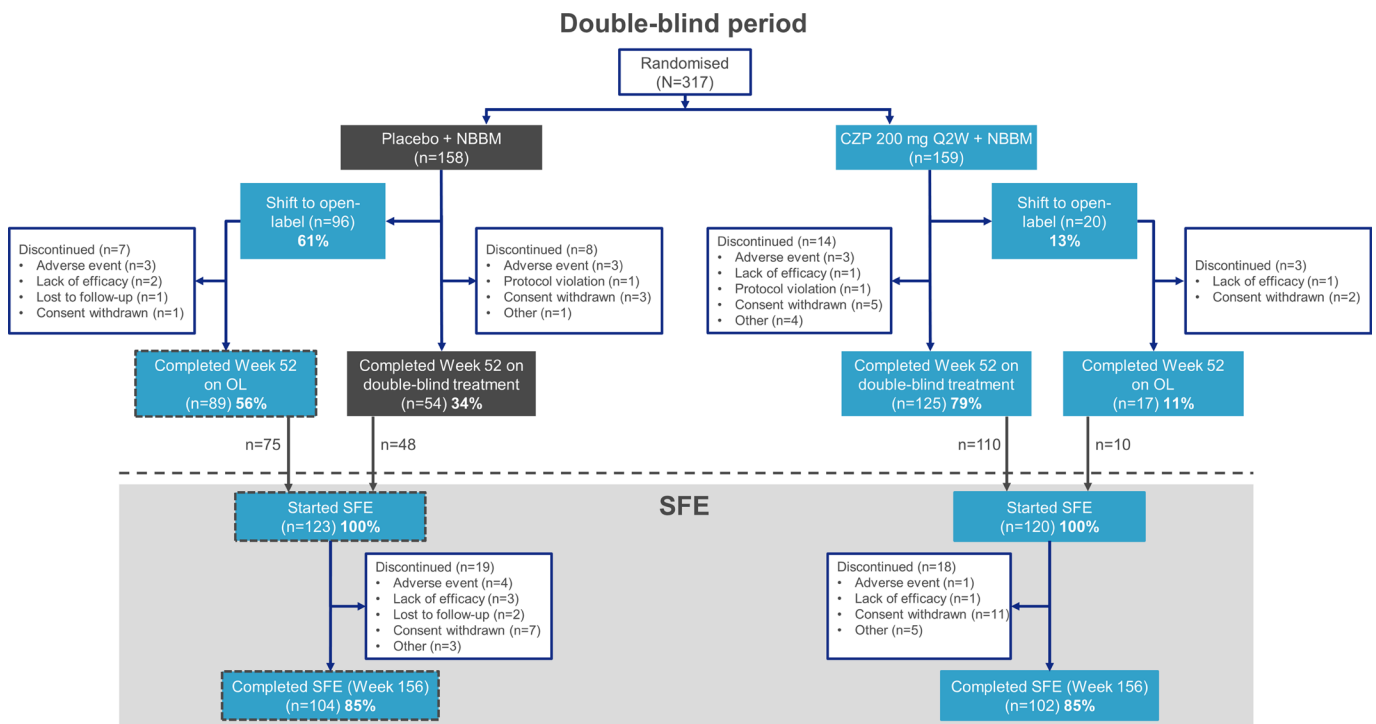 Double-blind period
Randomised
(N=317)
Placebo + NBBM
(n=158)
CZP 200 mg Q2W + NBBM
(n=159)
Shift to open-
label (n=96)
61%
Shift to open-
label (n=20)
13%
Discontinued (n=7)
• Adverse event (n=3)
• Lack of efficacy (n=2)
• Lost to follow-up (n=1)
• Consent withdrawn (n=1)
Discontinued (n=8)
• Adverse event (n=3)
• Protocol violation (n=1)
• Consent withdrawn (n=3)
• Other (n=1)
Discontinued (n=14)
• Adverse event (n=3)
• Lack of efficacy (n=1)
• Protocol violation (n=1)
• Consent withdrawn (n=5)
• Other (n=4)
Discontinued (n=3)
• Lack of efficacy (n=1)
• Consent withdrawn (n=2)
Completed Week 52
on OL
(n=89) 56%
Completed Week 52 on
double-blind treatment
(n=54) 34%
Completed Week 52 on
double-blind treatment
(n=125) 79%
Completed Week 52
on OL
(n=17) 11%
n=75
n=48
n=110
n=10
SFE
Started SFE
(n=123) 100%
Started SFE
(n=120) 100%
Discontinued (n=19)
• Adverse event (n=4)
• Lack of efficacy (n=3)
• Lost to follow-up (n=2)
• Consent withdrawn (n=7)
• Other (n=3)
Discontinued (n=18)
• Adverse event (n=1)
• Lack of efficacy (n=1)
• Consent withdrawn (n=11)
• Other (n=5)
Completed SFE (Week 156)
(n=104) 85%
Completed SFE (Week 156)
(n=102) 85%